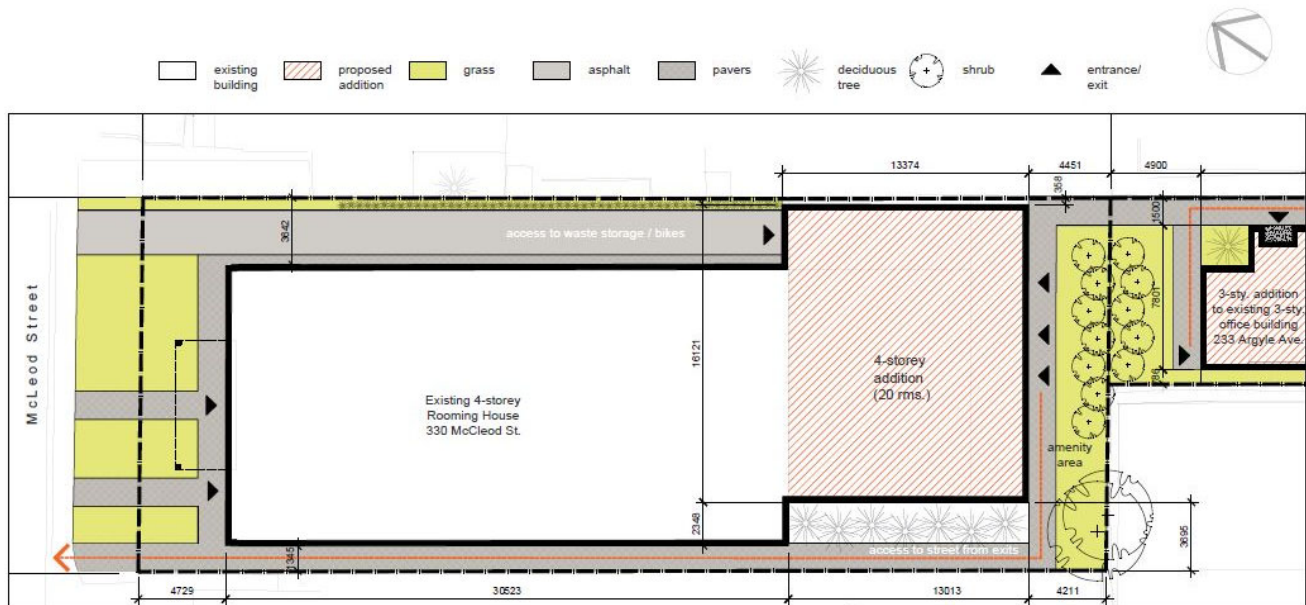 existing
building
proposed
addition
grass
asphalt
pavers
deciduous
tree
shrub
entrance/
exit
13374
4451
4900
358
1500
3642
access to waste storage / bikes
McLeod Street
7801
3-sty. addition
to existing 3-sty.
office building
233 Argyle Ave.
16121
4-storey
addition
(20 rms.)
Existing 4-storey
Rooming House
330 McCleod St.
786
amenity
area
2348
3695
1345
access to street from exits
4729
30523
13013
4211